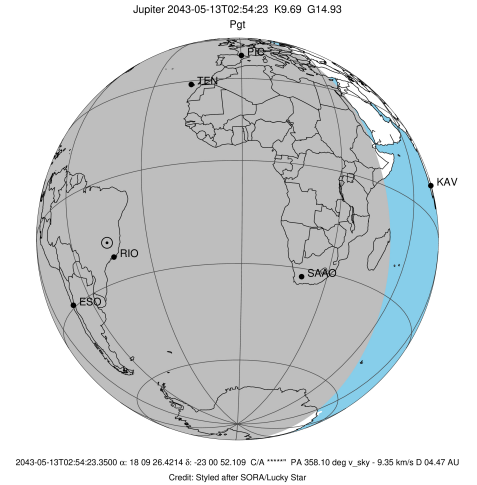 Jupiter 2043-05-13T02:54:23 K9.69 G14.93
Pgt
PIC
TEN
KAV
RIO
SAAO
ESO
2043-05-13T02:54:23.3500 α: 18 09 26.4214 δ: -23 00 52.109 C/A *****" PA 358.10 deg v_sky - 9.35 km/s D 04.47 AU
Credit: Styled after SORA/Lucky Star